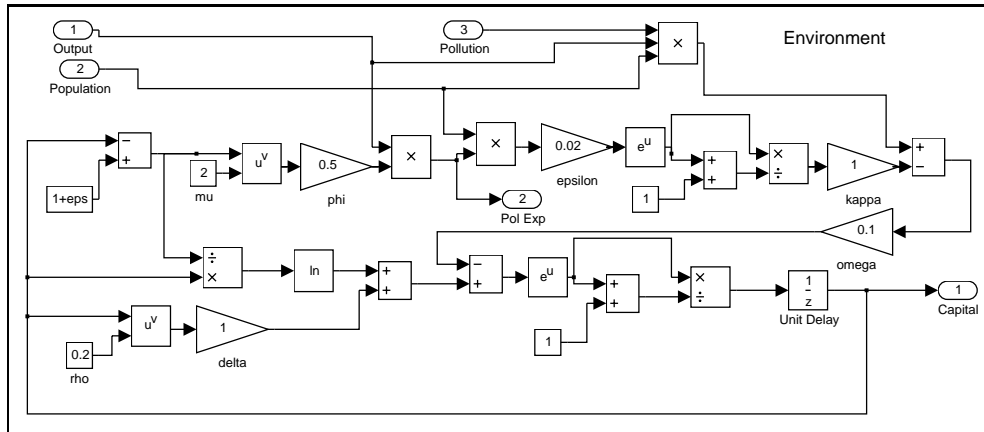 1
Output
2
Population
3
Pollution
×
Environment
−
+
1+eps
2
mu
u^v
0.5
phi
×
×
0.02
epsilon
e^u
2
Pol Exp
1
+
+
×
÷
1
kappa
+
−
0.1
omega
÷
×
ln
+
+
−
+
e^u
1
+
+
×
÷
1
z
Unit Delay
1
Capital
0.2
rho
u^v
1
delta